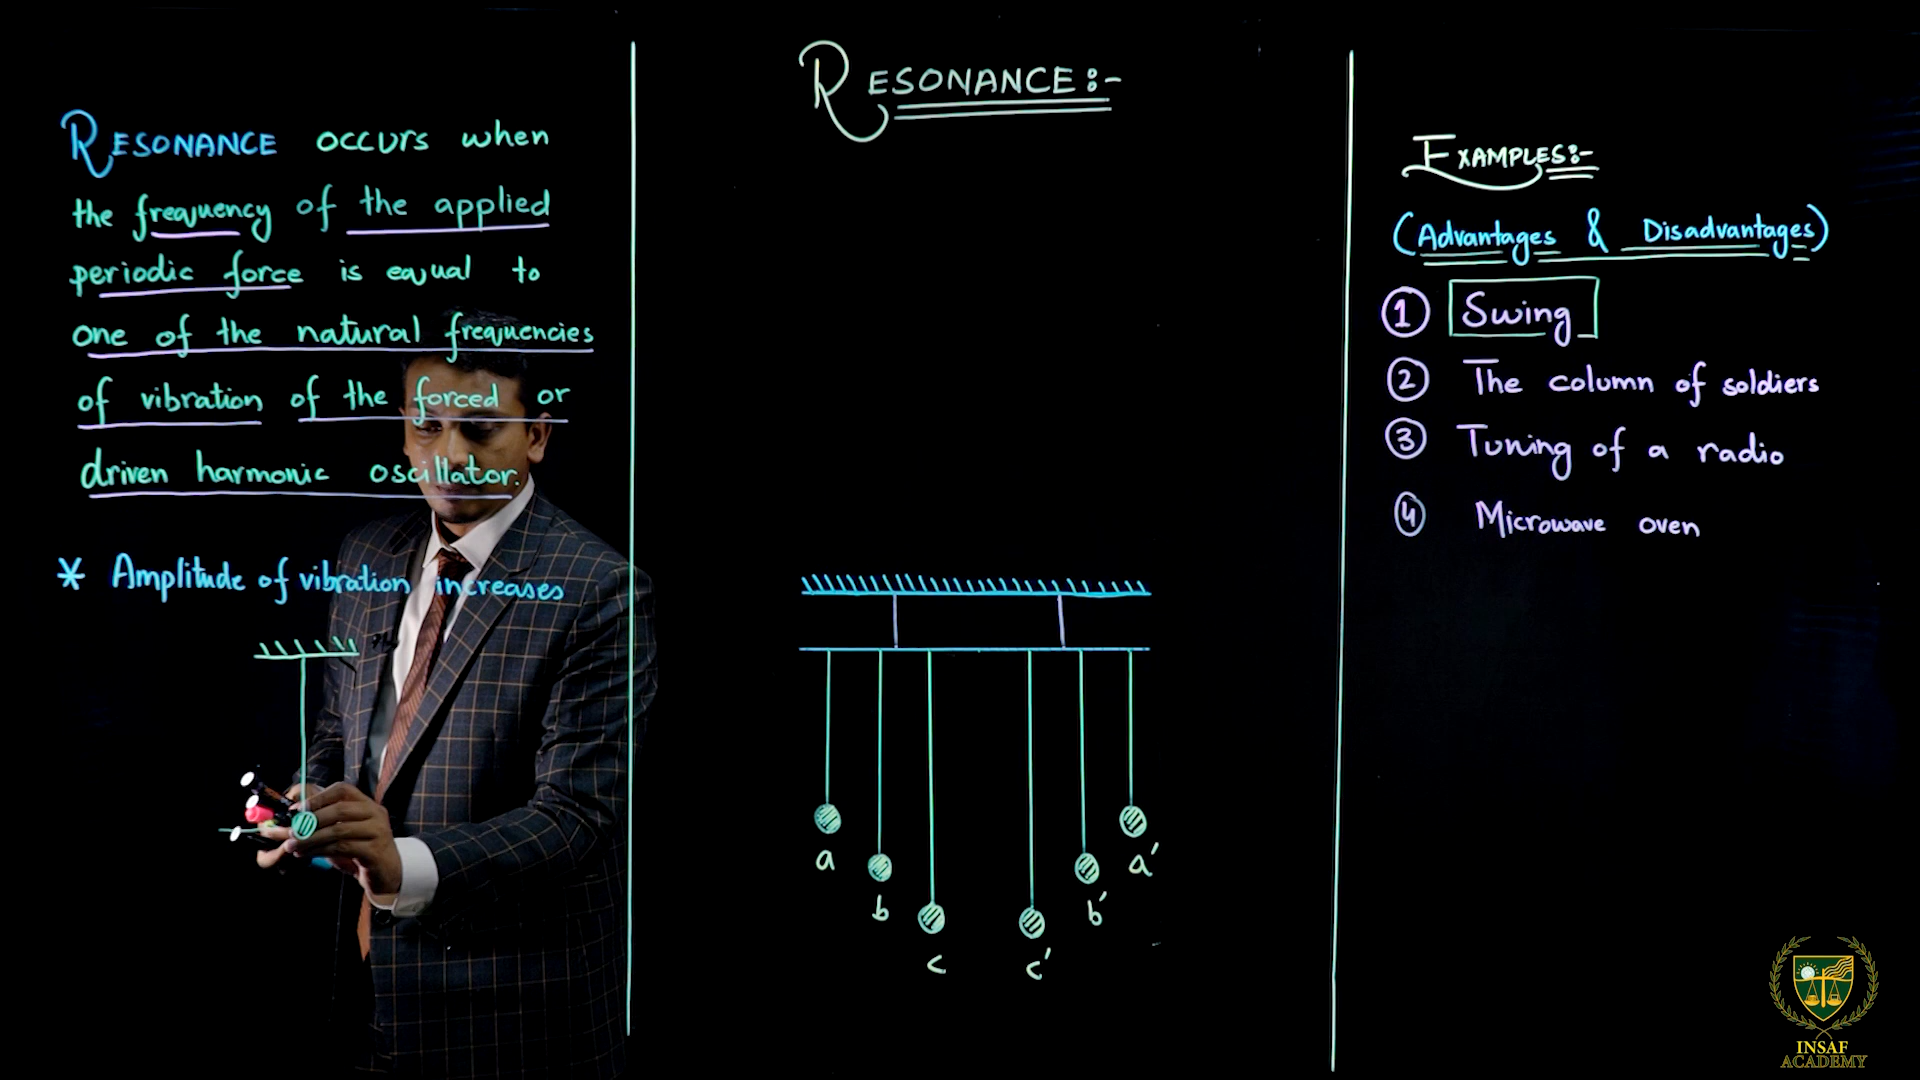 RESONANCE:-
RESONANCE occurs when
the frequency of the applied
periodic force is equal to
one of the natural frequencies
of vibration of the forced or
driven harmonic oscillator.
* Amplitude of vibration increases
a
b
c
c'
b'
a'
EXAMPLES:-
(Advantages & Disadvantages)
① Swing
② The column of soldiers
③ Tuning of a radio
④ Microwave oven
INSAF
ACADEMY